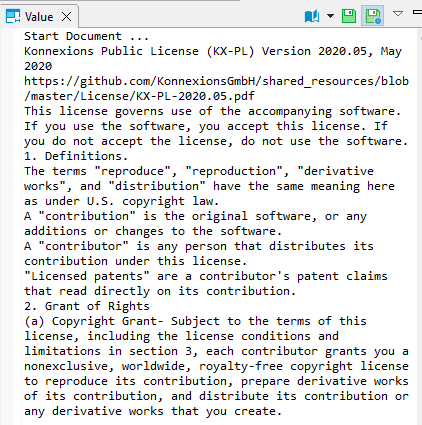 Value
Start Document ...
Konnexions Public License (KX-PL) Version 2020.05, May
2020
https://github.com/KonnexionsGmbH/shared_resources/blob
/master/License/KX-PL-2020.05.pdf
This license governs use of the accompanying software.
If you use the software, you accept this license. If
you do not accept the license, do not use the software.
1. Definitions.
The terms "reproduce", "reproduction", "derivative
works", and "distribution" have the same meaning here
as under U.S. copyright law.
A "contribution" is the original software, or any
additions or changes to the software.
A "contributor" is any person that distributes its
contribution under this license.
"Licensed patents" are a contributor's patent claims
that read directly on its contribution.
2. Grant of Rights
(a) Copyright Grant- Subject to the terms of this
license, including the license conditions and
limitations in section 3, each contributor grants you a
nonexclusive, worldwide, royalty-free copyright license
to reproduce its contribution, prepare derivative works
of its contribution, and distribute its contribution or
any derivative works that you create.